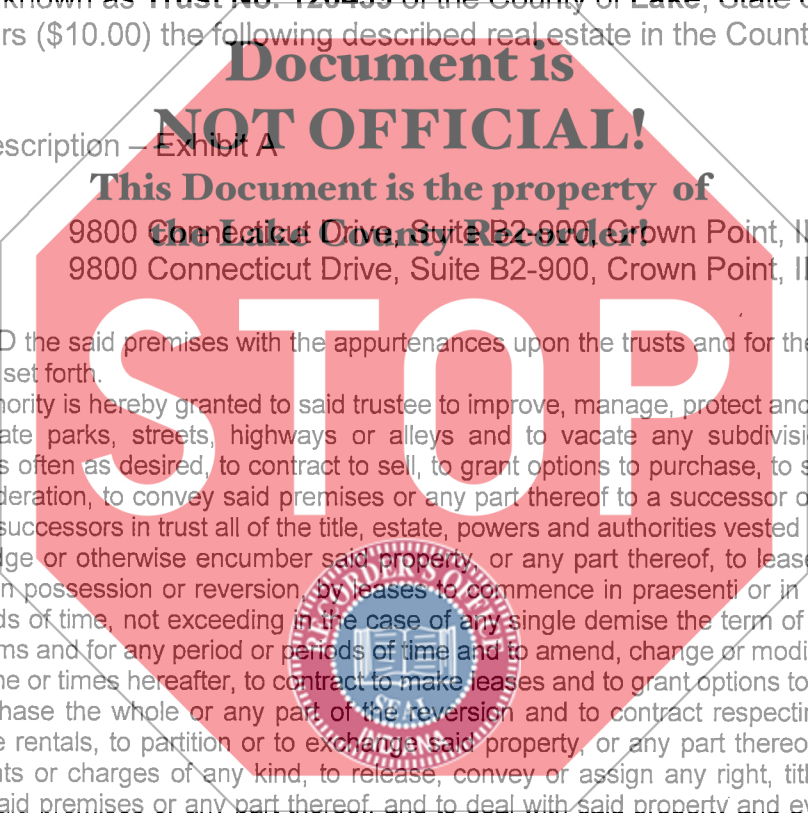 known as Trust No. 120455 of the County of Lake, State
rs ($10.00) the following described real estate in the Count
Document is
NOT OFFICIAL!
escription – Exhibit A
This Document is the property of
the Lake County Recorder!
9800 Connecticut Drive, Suite B2-900, Crown Point, I
9800 Connecticut Drive, Suite B2-900, Crown Point, I
STOP
D the said premises with the appurtenances upon the trusts and for the
set forth.
hority is hereby granted to said trustee to improve, manage, protect and
ate parks, streets, highways or alleys and to vacate any subdivisi
s often as desired, to contract to sell, to grant options to purchase, to s
deration, to convey said premises or any part thereof to a successor o
successors in trust all of the title, estate, powers and authorities vested
dge or otherwise encumber said property, or any part thereof, to lease
n possession or reversion, by leases to commence in praesenti or in
ds of time, not exceeding in the case of any single demise the term of
ms and for any period or periods of time and to amend, change or modi
ne or times hereafter, to contract to make leases and to grant options to
hase the whole or any part of the reversion and to contract respectin
e rentals, to partition or to exchange said property, or any part thereo
nts or charges of any kind, to release, convey or assign any right, titl
aid premises or any part thereof, and to deal with said property and ev
RECORDER'S OFFICE
SEAL
INDIANA